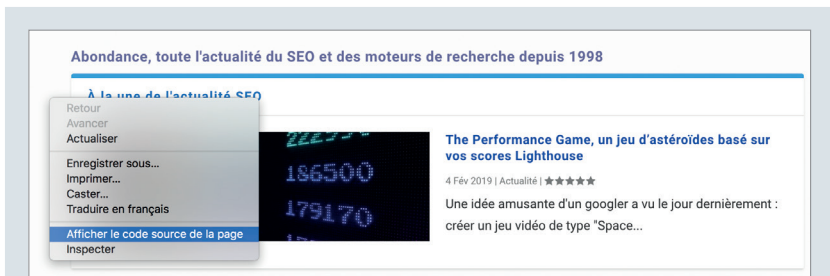 Abondance, toute l'actualité du SEO et des moteurs de recherche depuis 1998
À la une de l'actualité SEO
Retour
Avancer
Actualiser
Enregistrer sous...
Imprimer...
Caster...
Traduire en français
Afficher le code source de la page
Inspecter
186500
179170
The Performance Game, un jeu d’astéroïdes basé sur
vos scores Lighthouse
4 Fév 2019 | Actualité | ★★★★★
Une idée amusante d'un googler a vu le jour dernièrement :
créer un jeu vidéo de type "Space...